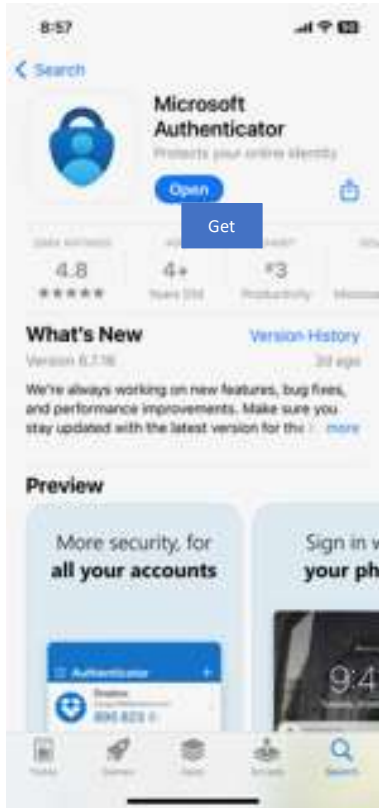 8:57
Search
Microsoft
Authenticator
Protects your online identity
Open
Get
4.8
4+
#3
Years Old
Productivity
What's New
Version History
2d ago
We're always working on new features, bug fixes,
and performance improvements. Make sure you
stay updated with the latest version for the
more
Preview
More security, for
all your accounts
Sign in
your ph
Authenticator
9:4
Search